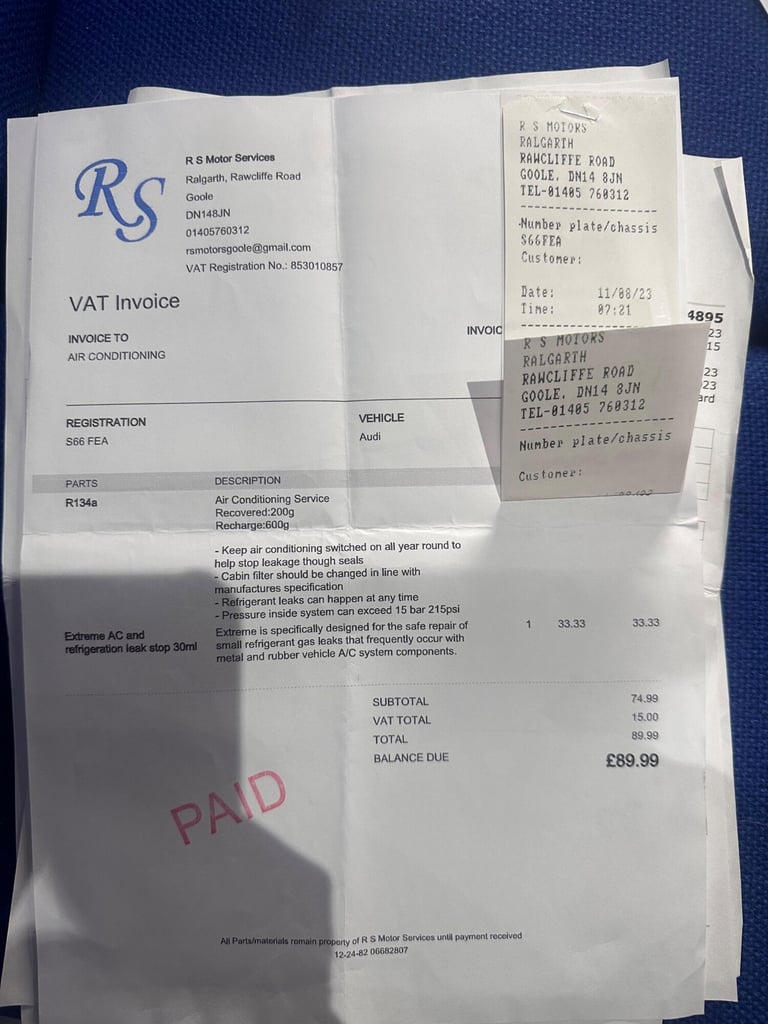 RS
R S Motor Services
Ralgarth, Rawcliffe Road
Goole
DN148JN
01405760312
rsmotorsgoole@gmail.com
VAT Registration No.: 853010857
VAT Invoice
INVOICE TO
AIR CONDITIONING
INVOIC
REGISTRATION
S66 FEA
VEHICLE
Audi
PARTS
DESCRIPTION
R134a
Air Conditioning Service
Recovered:200g
Recharge:600g
- Keep air conditioning switched on all year round to
help stop leakage though seals
- Cabin filter should be changed in line with
manufactures specification
- Refrigerant leaks can happen at any time
- Pressure inside system can exceed 15 bar 215psi
Extreme AC and
refrigeration leak stop 30ml
Extreme is specifically designed for the safe repair of
small refrigerant gas leaks that frequently occur with
metal and rubber vehicle A/C system components.
1 33.33 33.33
SUBTOTAL 74.99
VAT TOTAL 15.00
TOTAL 89.99
BALANCE DUE £89.99
PAID
All Parts/materials remain property of R S Motor Services until payment received
12-24-82 06682807
R S MOTORS
RALGARTH
RAWCLIFFE ROAD
GOOLE, DN14 8JN
TEL-01405 760312
Number plate/chassis
S66FEA
Customer:
Date: 11/08/23
Time: 07:21
R S MOTORS
RALGARTH
RAWCLIFFE ROAD
GOOLE, DN14 8JN
TEL-01405 760312
Number plate/chassis
Customer:
4895
23
15
23
23
ard